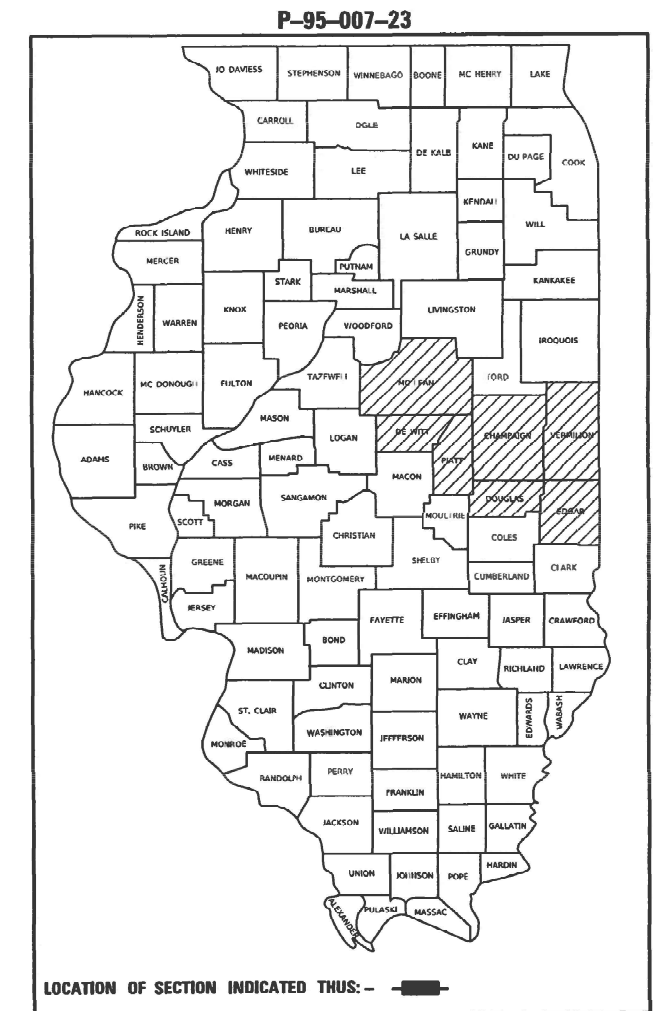 P-95-007-23
JO DAVIESS STEPHENSON WINNEBAGO BOONE MC HENRY LAKE
CARROLL OGLE DE KALB KANE DU PAGE COOK
WHITESIDE LEE
KENDALL
ROCK ISLAND HENRY BUREAU LA SALLE GRUNDY WILL
MERCER PUTNAM
STARK MARSHALL KANKAKEE
HENDERSON WARREN KNOX PEORIA WOODFORD LIVINGSTON IROQUOIS
HANCOCK MC DONOUGH FULTON TAZEWELL MC LEAN FORD
MASON
SCHUYLER LOGAN DE WITT CHAMPAIGN VERMILION
ADAMS BROWN CASS MENARD PIATT
MACON
PIKE SCOTT MORGAN SANGAMON DOUGLAS EDGAR
MOULTRIE
CHRISTIAN COLES
CALHOUN GREENE MACOUPIN MONTGOMERY SHELBY CUMBERLAND CLARK
JERSEY
FAYETTE EFFINGHAM JASPER CRAWFORD
MADISON BOND
CLAY RICHLAND LAWRENCE
CLINTON MARION
ST. CLAIR WAYNE EDWARDS WABASH
MONROE WASHINGTON JEFFERSON
RANDOLPH PERRY HAMILTON WHITE
FRANKLIN
JACKSON WILLIAMSON SALINE GALLATIN
UNION JOHNSON POPE HARDIN
ALEXANDER PULASKI MASSAC
LOCATION OF SECTION INDICATED THUS: -